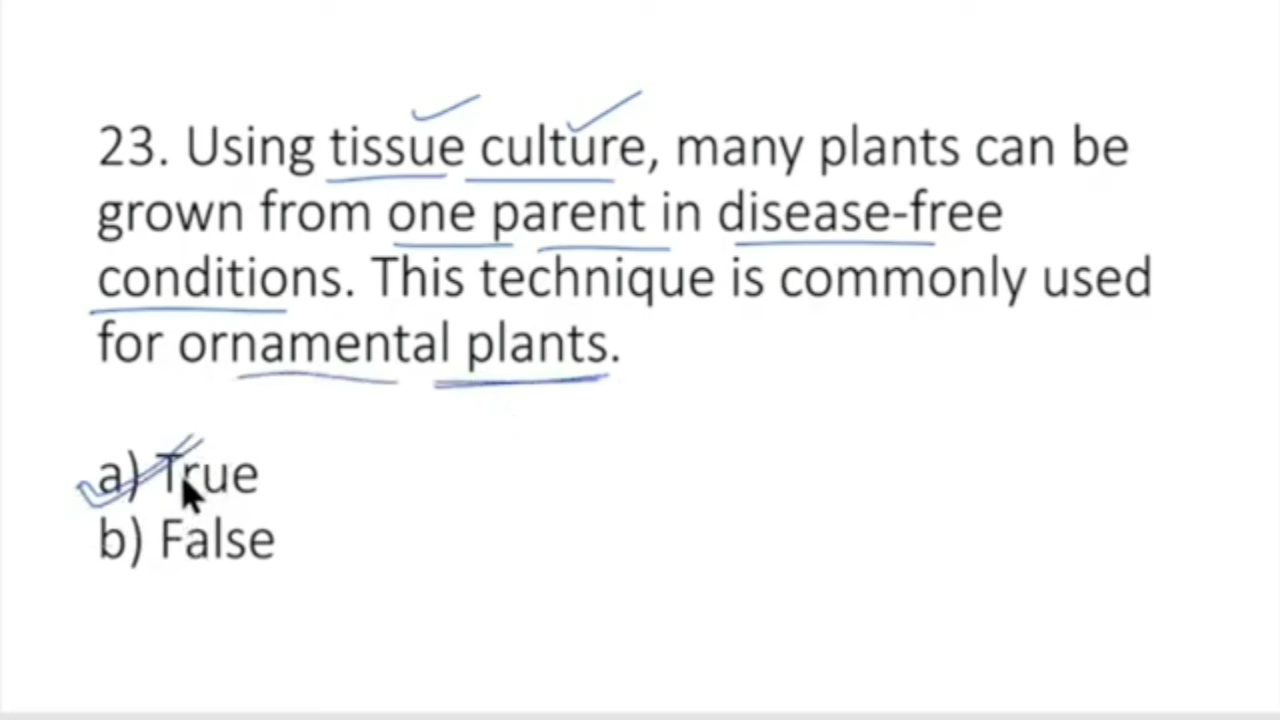 23. Using tissue culture, many plants can be
grown from one parent in disease-free
conditions. This technique is commonly used
for ornamental plants.
a) True
b) False